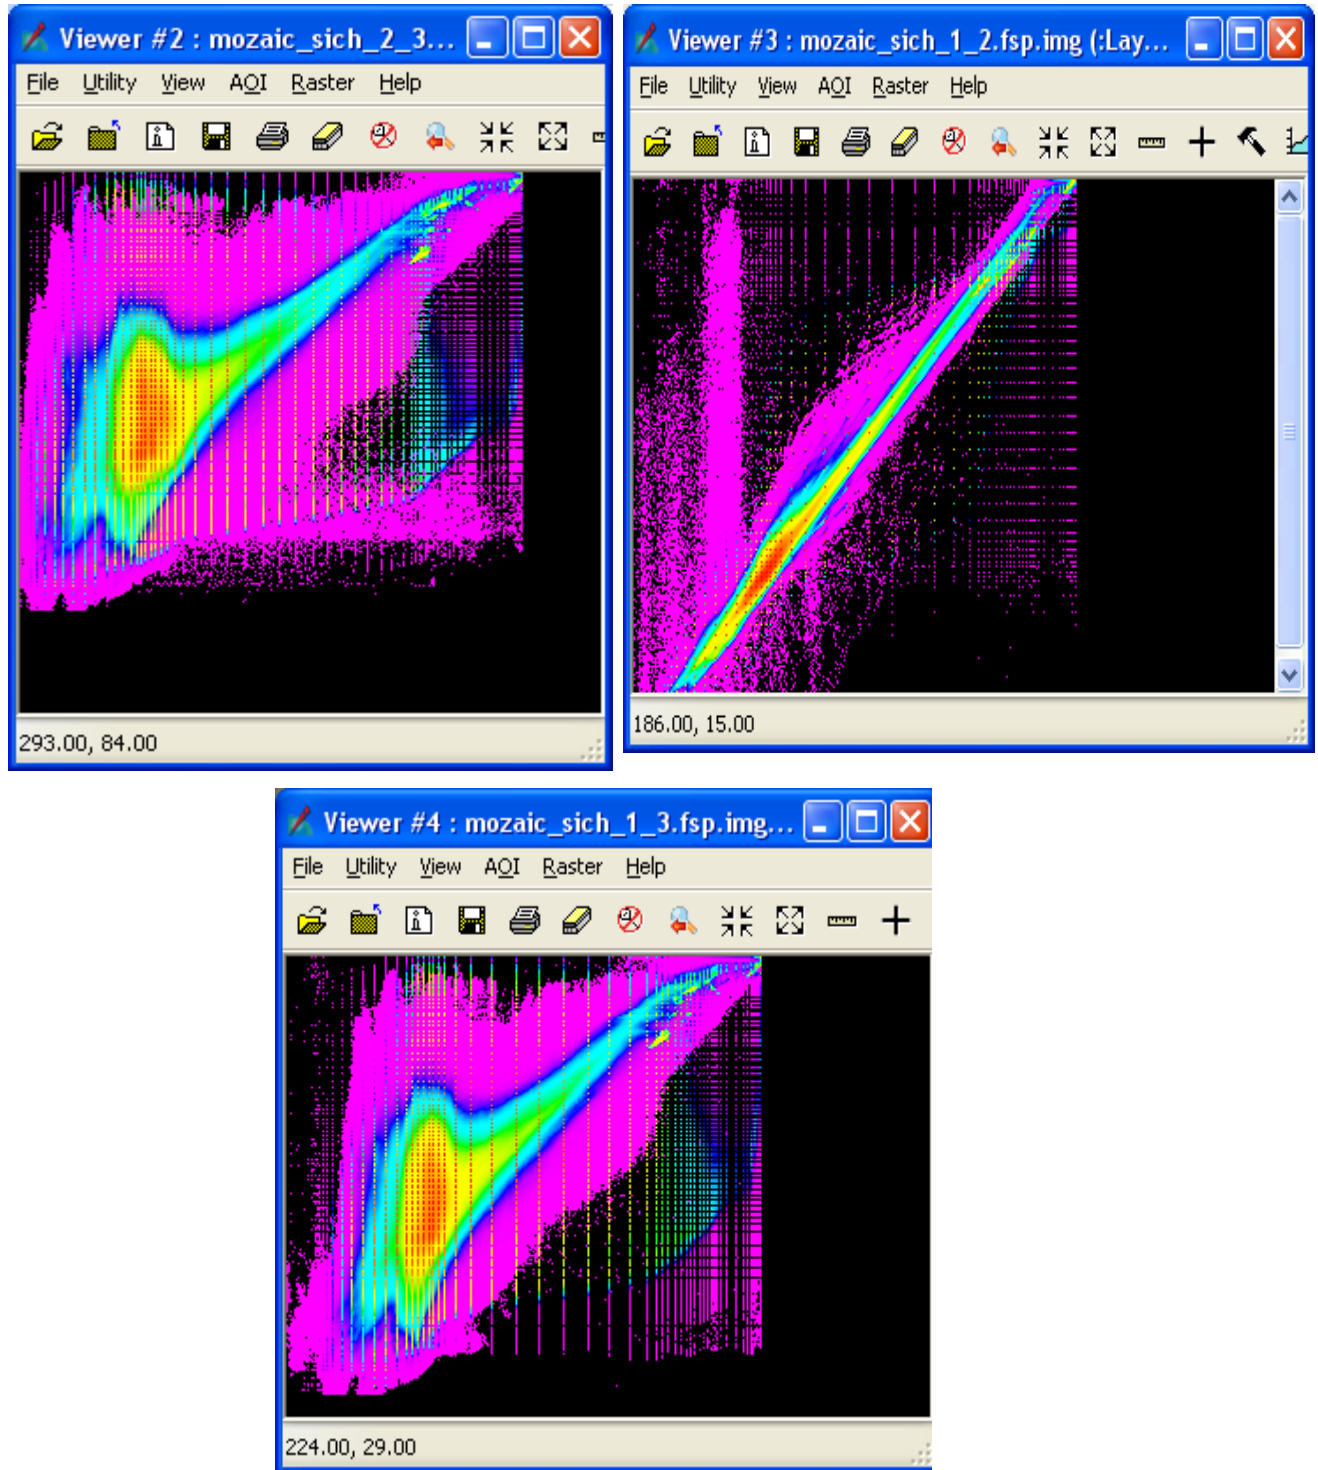 Viewer #2 : mozaic_sich_2_3...
File Utility View AOI Raster Help
293.00, 84.00
Viewer #3 : mozaic_sich_1_2.fsp.img (:Lay...
File Utility View AOI Raster Help
186.00, 15.00
Viewer #4 : mozaic_sich_1_3.fsp.img...
File Utility View AOI Raster Help
224.00, 29.00